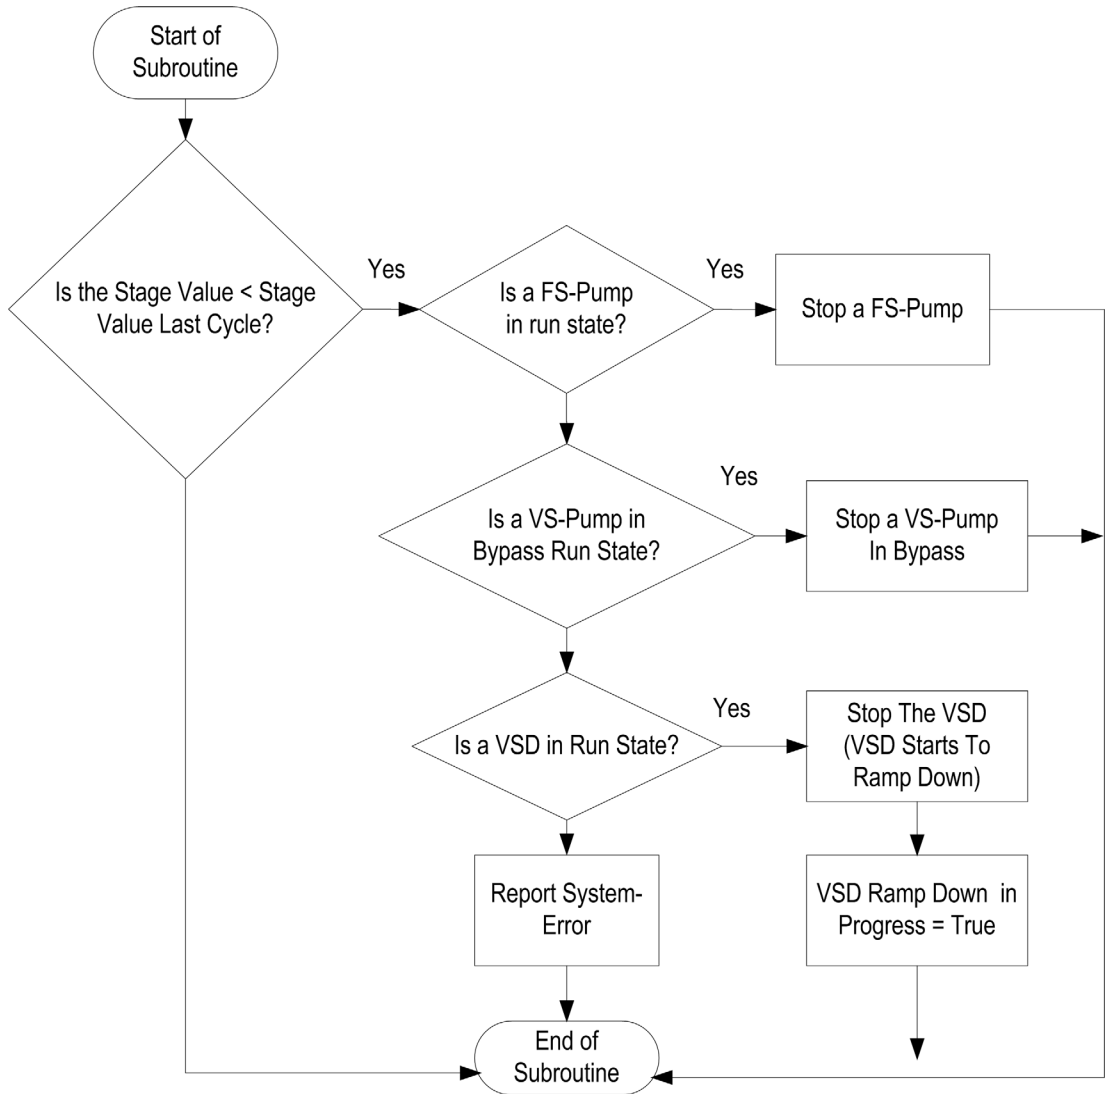 Start of
Subroutine
Is the Stage Value < Stage
Value Last Cycle?
Yes
Is a FS-Pump
in run state?
Yes
Stop a FS-Pump
Is a VS-Pump in
Bypass Run State?
Yes
Stop a VS-Pump
In Bypass
Is a VSD in Run State?
Yes
Stop The VSD
(VSD Starts To
Ramp Down)
Report System-
Error
VSD Ramp Down in
Progress = True
End of
Subroutine